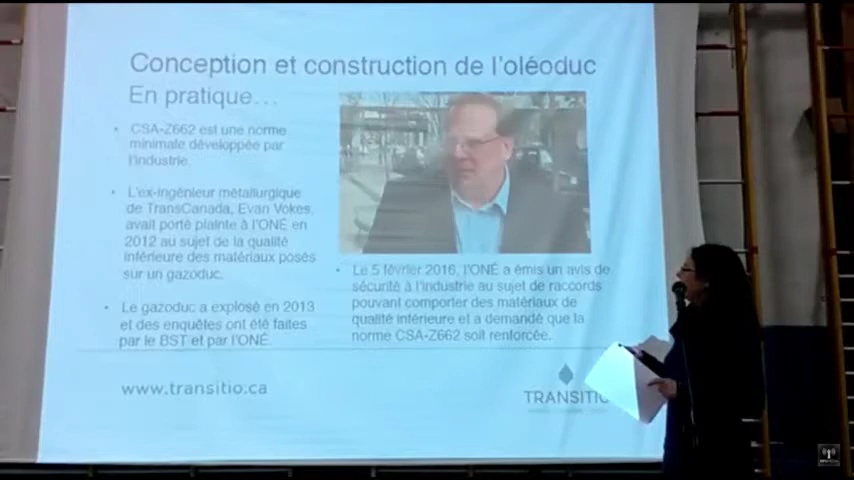 Conception et construction de l'oléoduc
En pratique...
• CSA-Z662 est une norme
minimale développée par
l'industrie.
• L'ex-ingénieur métallurgique
de TransCanada, Evan Vokes,
avait porté plainte à l'ONÉ en
2012 au sujet de la qualité
inférieure des matériaux posés
sur un gazoduc.
• Le gazoduc a explosé en 2013
et des enquêtes ont été faites
par le BST et par l'ONÉ.
• Le 5 février 2016, l'ONÉ a émis un avis de
sécurité à l'industrie au sujet de raccords
pouvant comporter des matériaux de
qualité inférieure et a demandé que la
norme CSA-Z662 soit renforcée.
www.transitio.ca
TRANSITIO